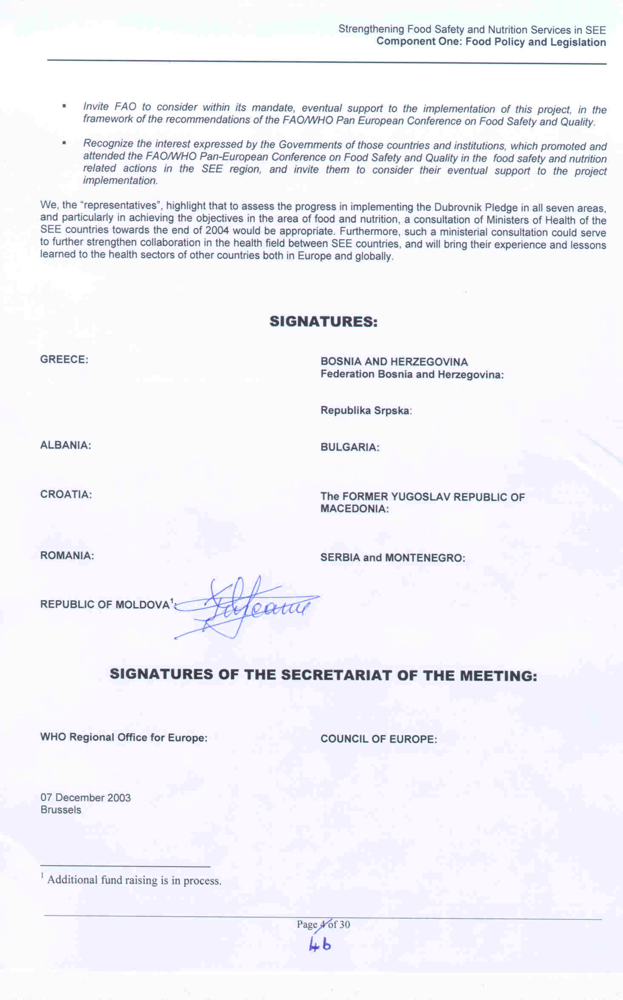 Strengthening Food Safety and Nutrition Services in SEE
Component One: Food Policy and Legislation
▪ Invite FAO to consider within its mandate, eventual support to the implementation of this project, in the
framework of the recommendations of the FAO/WHO Pan European Conference on Food Safety and Quality.
▪ Recognize the interest expressed by the Governments of those countries and institutions, which promoted and
attended the FAO/WHO Pan-European Conference on Food Safety and Quality in the food safety and nutrition
related actions in the SEE region, and invite them to consider their eventual support to the project
implementation.
We, the “representatives”, highlight that to assess the progress in implementing the Dubrovnik Pledge in all seven areas,
and particularly in achieving the objectives in the area of food and nutrition, a consultation of Ministers of Health of the
SEE countries towards the end of 2004 would be appropriate. Furthermore, such a ministerial consultation could serve
to further strengthen collaboration in the health field between SEE countries, and will bring their experience and lessons
learned to the health sectors of other countries both in Europe and globally.
SIGNATURES:
GREECE:
BOSNIA AND HERZEGOVINA
Federation Bosnia and Herzegovina:
Republika Srpska:
ALBANIA:
BULGARIA:
CROATIA:
The FORMER YUGOSLAV REPUBLIC OF
MACEDONIA:
ROMANIA:
SERBIA and MONTENEGRO:
REPUBLIC OF MOLDOVA¹:
SIGNATURES OF THE SECRETARIAT OF THE MEETING:
WHO Regional Office for Europe:
COUNCIL OF EUROPE:
07 December 2003
Brussels
¹ Additional fund raising is in process.
Page 4 of 30
4b